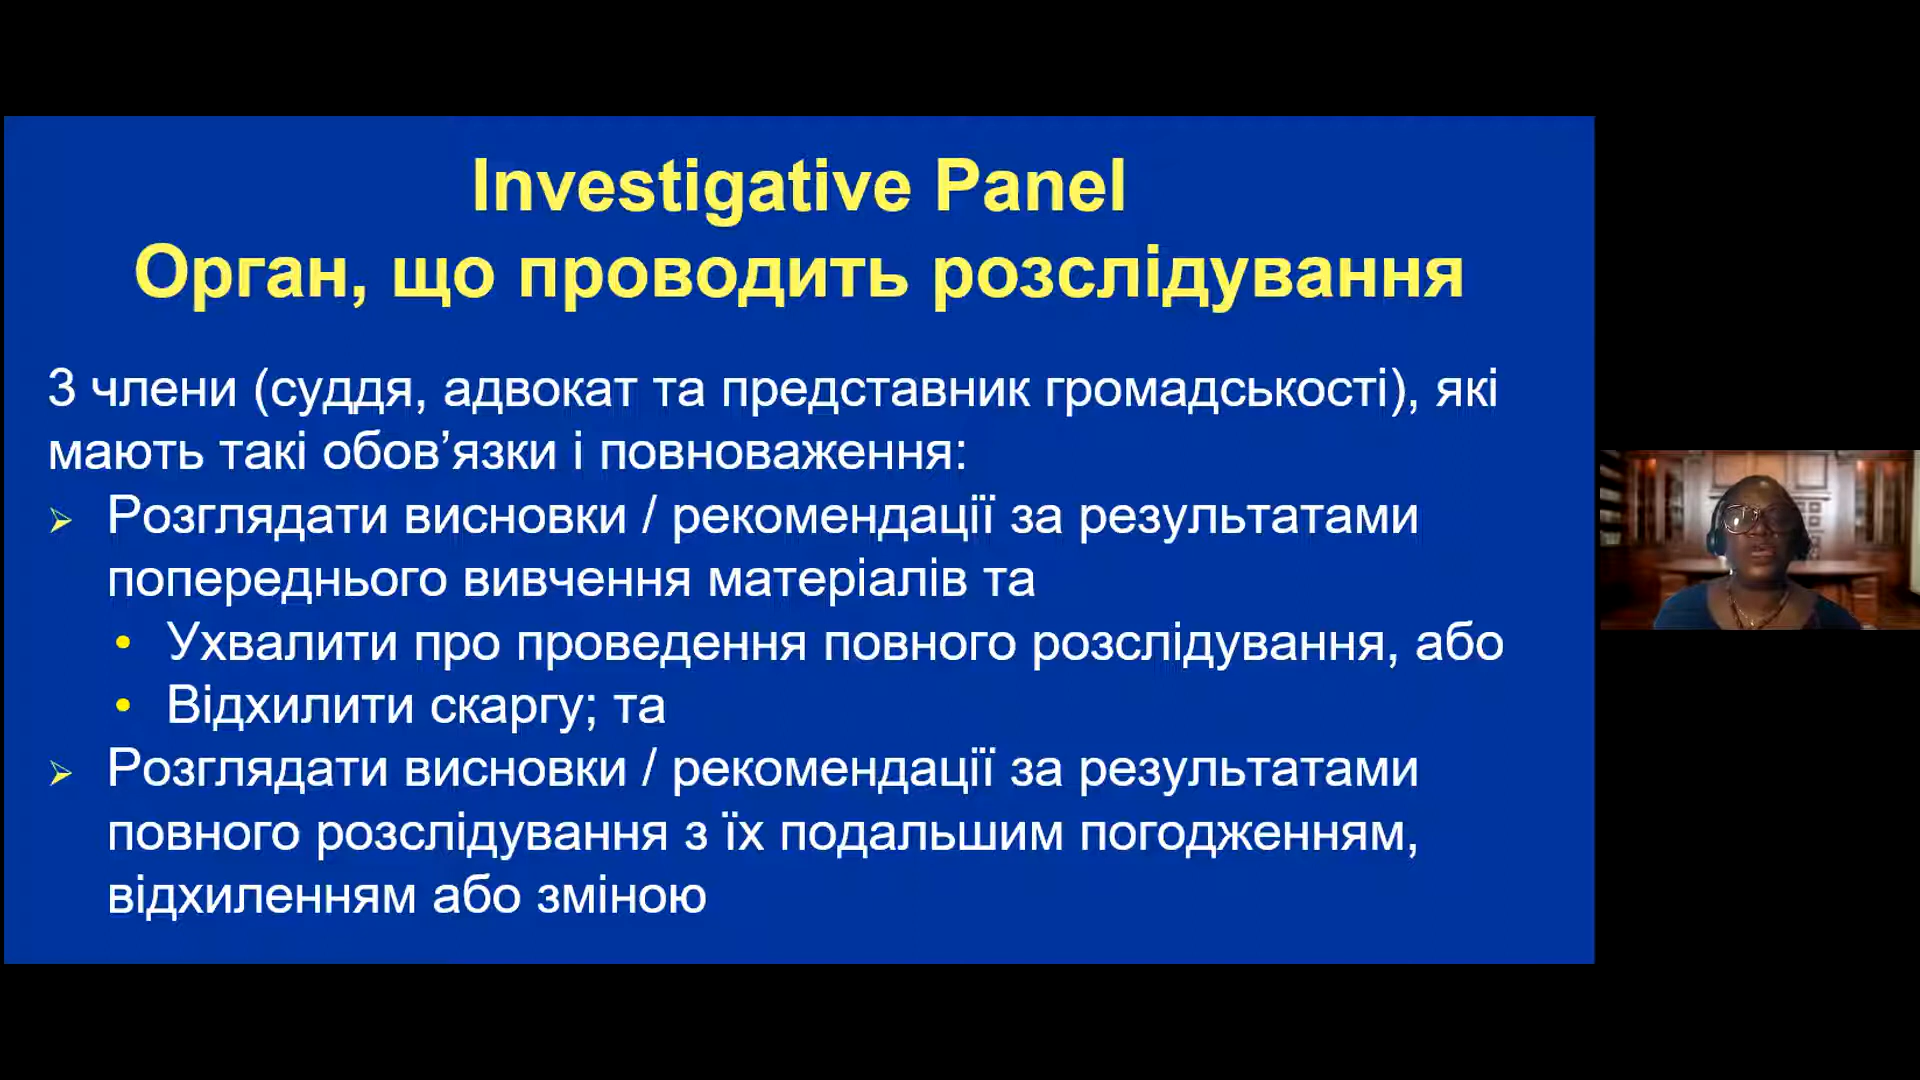 Investigative Panel
Орган, що проводить розслідування
3 члени (суддя, адвокат та представник громадськості), які
мають такі обов’язки і повноваження:
Розглядати висновки / рекомендації за результатами
попереднього вивчення матеріалів та
Ухвалити про проведення повного розслідування, або
Відхилити скаргу; та
Розглядати висновки / рекомендації за результатами
повного розслідування з їх подальшим погодженням,
відхиленням або зміною